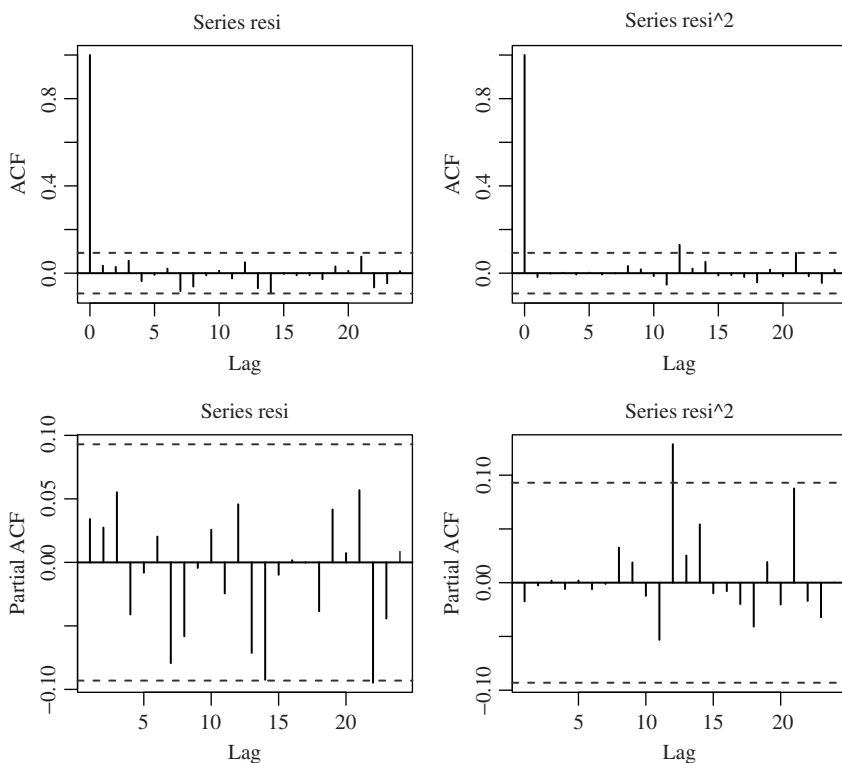 Series resi
ACF
0.0 0.4 0.8
0 5 10 15 20
Lag
Series resi^2
ACF
0.0 0.4 0.8
0 5 10 15 20
Lag
Series resi
Partial ACF
−0.10 0.00 0.05 0.10
5 10 15 20
Lag
Series resi^2
Partial ACF
−0.10 0.00 0.10
5 10 15 20
Lag